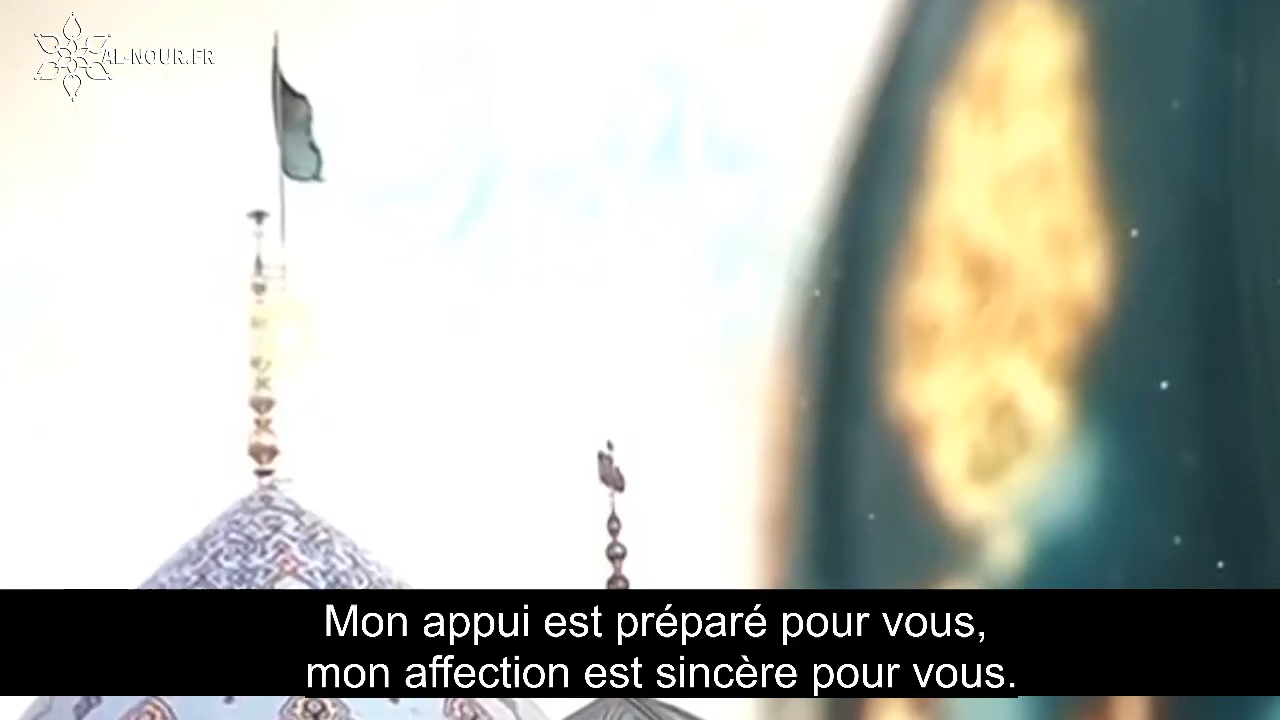 AL-NOUR.FR
Mon appui est préparé pour vous,
mon affection est sincère pour vous.